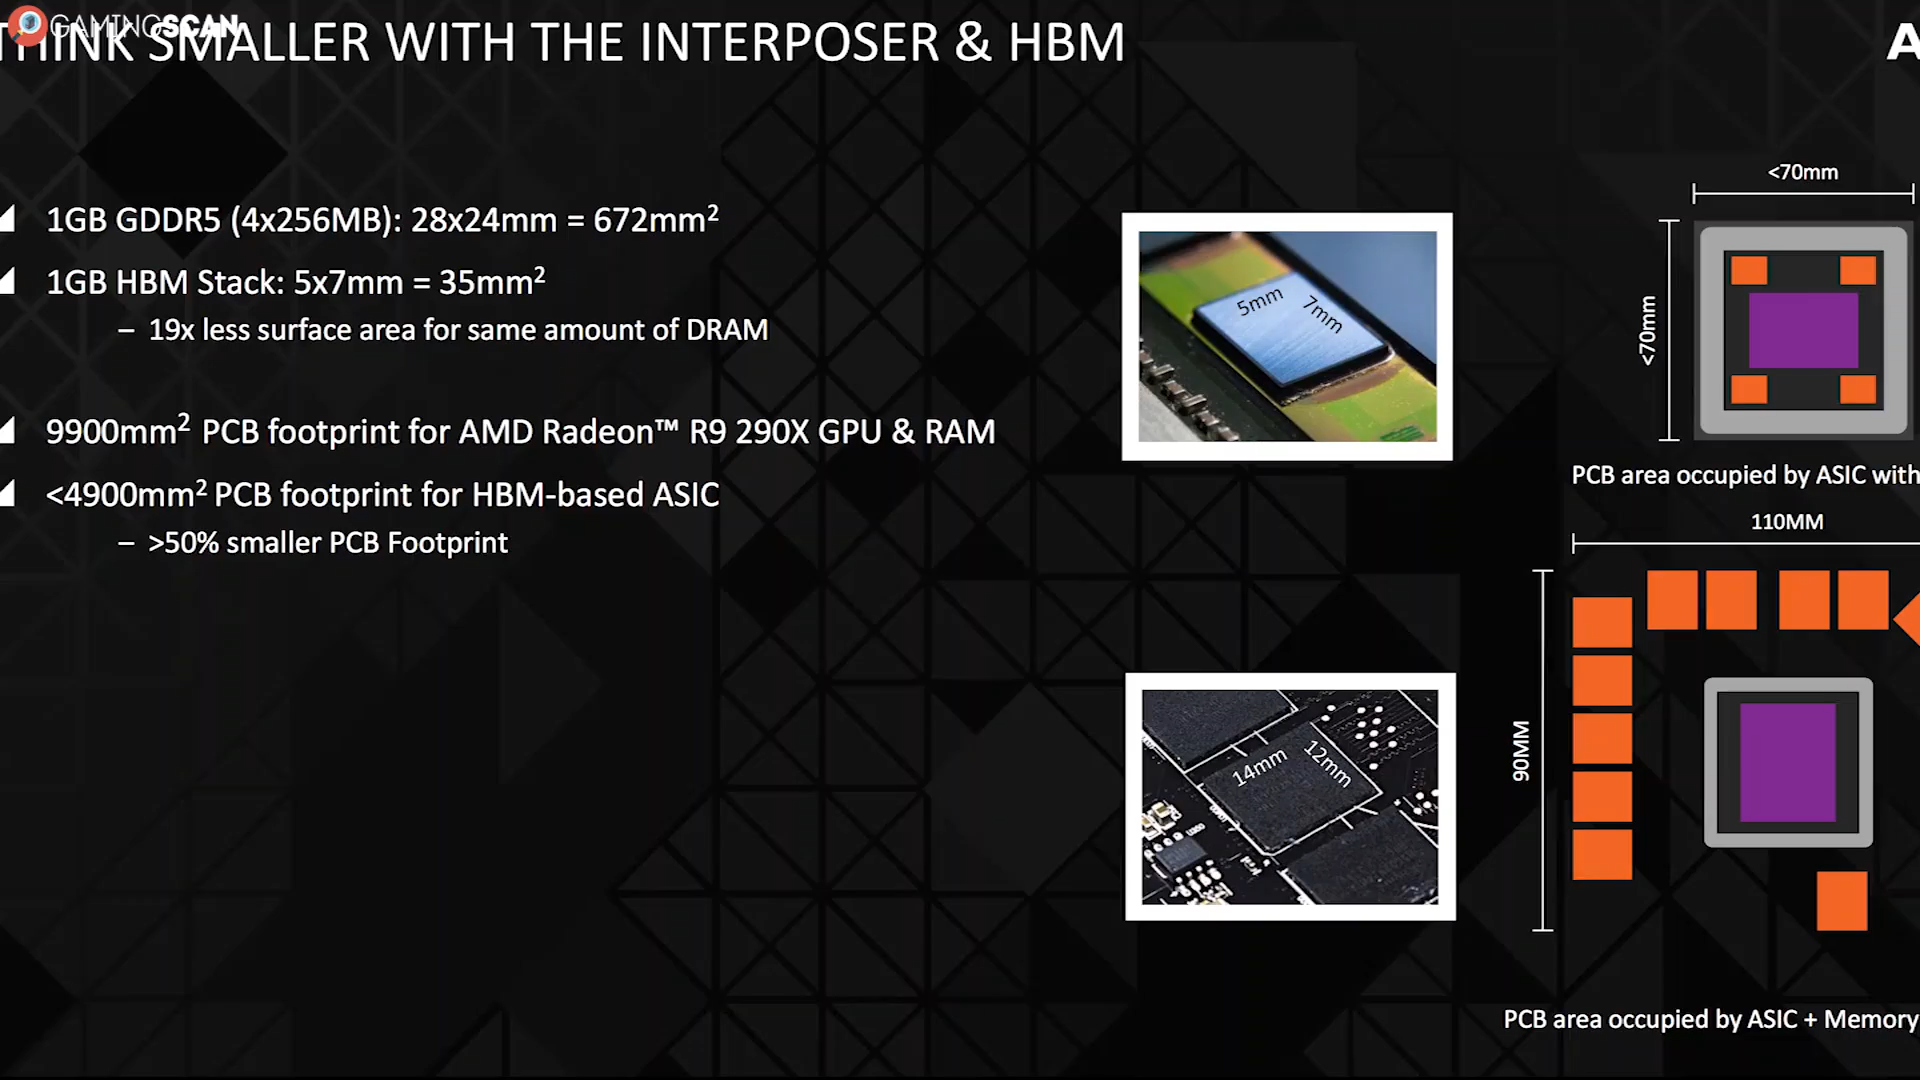 GAMINGSCAN
THINK SMALLER WITH THE INTERPOSER & HBM
A
1GB GDDR5 (4x256MB): 28x24mm = 672mm²
1GB HBM Stack: 5x7mm = 35mm²
– 19x less surface area for same amount of DRAM
9900mm² PCB footprint for AMD Radeon™ R9 290X GPU & RAM
<4900mm² PCB footprint for HBM-based ASIC
– >50% smaller PCB Footprint
5mm 7mm
<70mm
<70mm
PCB area occupied by ASIC with
110MM
90MM
14mm 12mm
PCB area occupied by ASIC + Memory